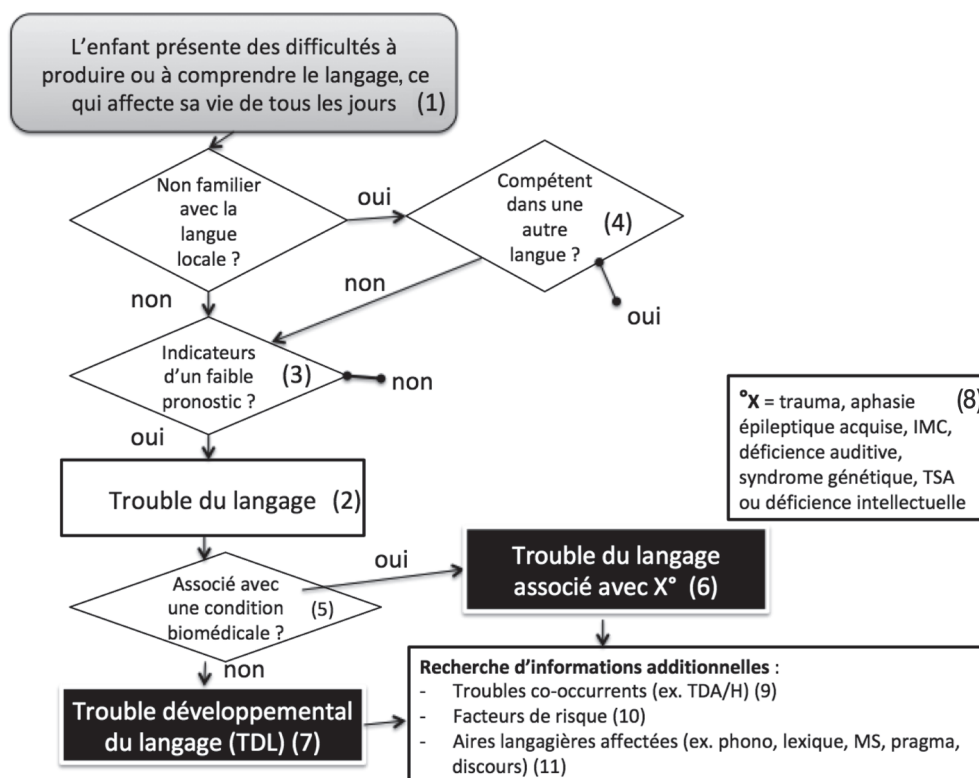 L’enfant présente des difficultés à
produire ou à comprendre le langage, ce
qui affecte sa vie de tous les jours (1)
Non familier
avec la
langue
locale ?
oui
Compétent
dans une
autre
langue ?
(4)
non
non
oui
Indicateurs
d’un faible
pronostic ?
(3)
non
oui
°X = trauma, aphasie (8)
épileptique acquise, IMC,
déficience auditive,
syndrome génétique, TSA
ou déficience intellectuelle
Trouble du langage (2)
Associé avec
une condition
biomédicale ?
(5)
oui
Trouble du langage
associé avec X° (6)
non
Trouble développemental
du langage (TDL) (7)
Recherche d’informations additionnelles :
- Troubles co-occurrents (ex. TDA/H) (9)
- Facteurs de risque (10)
- Aires langagières affectées (ex. phono, lexique, MS, pragma,
discours) (11)